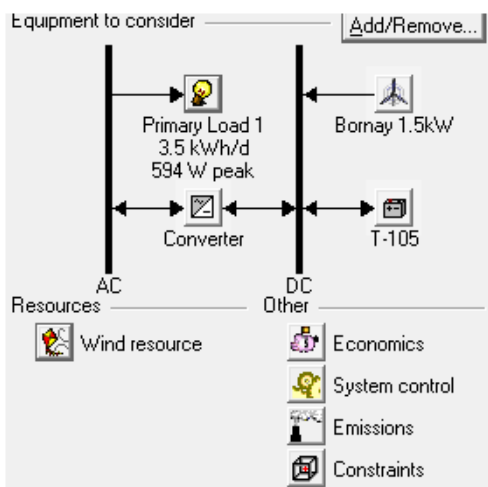 Equipment to consider
Add/Remove...
Primary Load 1
3.5 kWh/d
594 W peak
Bornay 1.5kW
Converter
T-105
AC
DC
Resources
Other
Wind resource
Economics
System control
Emissions
Constraints